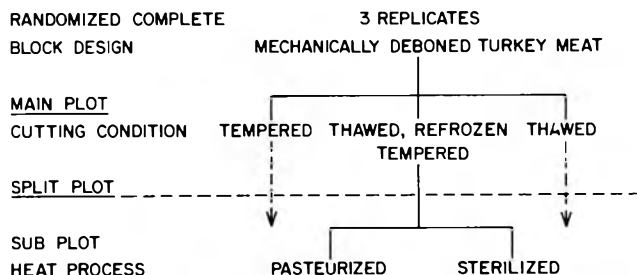 RANDOMIZED COMPLETE 3 REPLICATES
BLOCK DESIGN MECHANICALLY DEBONED TURKEY MEAT
MAIN PLOT
CUTTING CONDITION TEMPERED THAWED, REFROZEN THAWED
TEMPERED
SPLIT PLOT
SUB PLOT
HEAT PROCESS PASTEURIZED STERILIZED